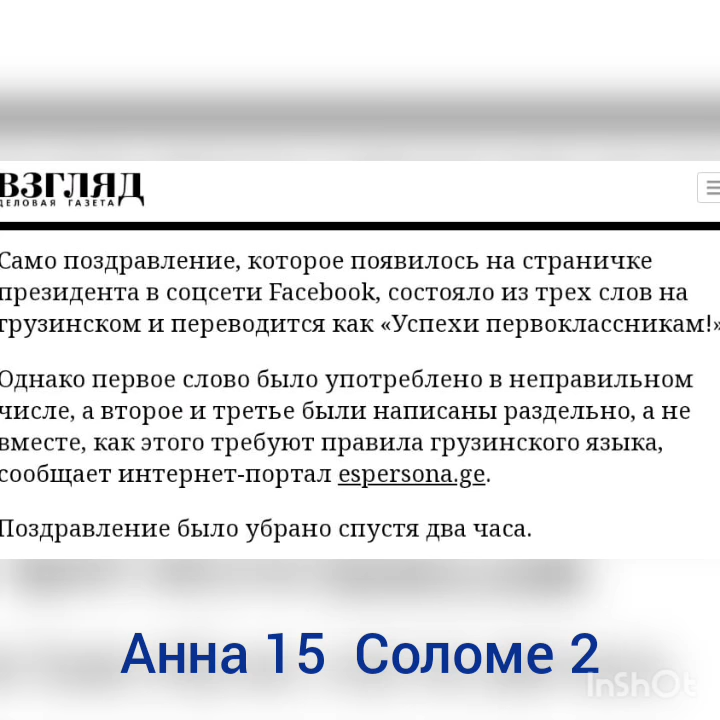 ВЗГЛЯД
ДЕЛОВАЯ ГАЗЕТА
Само поздравление, которое появилось на страничке
президента в соцсети Facebook, состояло из трех слов на
грузинском и переводится как «Успехи первоклассникам!»
Однако первое слово было употреблено в неправильном
числе, а второе и третье были написаны раздельно, а не
вместе, как этого требуют правила грузинского языка,
сообщает интернет-портал espersona.ge.
Поздравление было убрано спустя два часа.
Анна 15 Соломе 2
InShOt